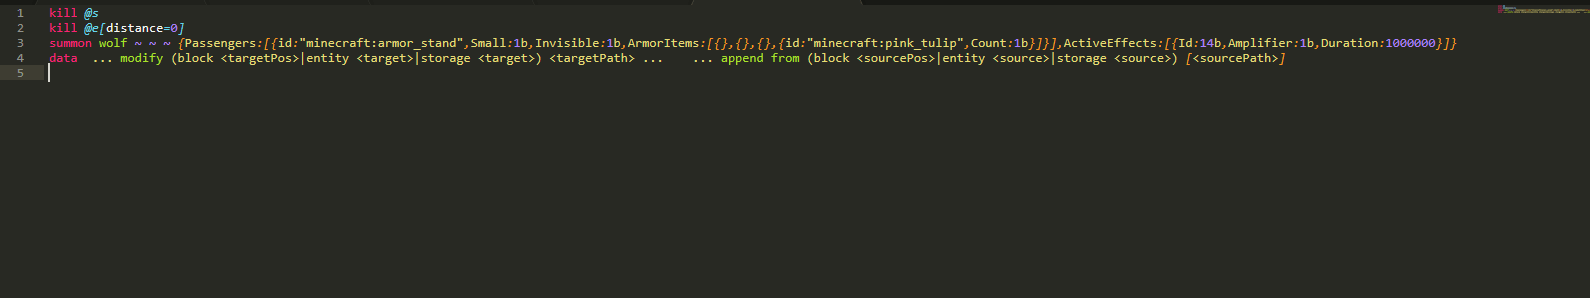 1 kill @s
2 kill @e[distance=0]
3 summon wolf ~ ~ ~ {Passengers:[{id:"minecraft:armor_stand",Small:1b,Invisible:1b,ArmorItems:[{},{},{},{id:"minecraft:pink_tulip",Count:1b}]}],ActiveEffects:[{Id:14b,Amplifier:1b,Duration:1000000}]}
4 data  ... modify (block <targetPos>|entity <target>|storage <target>) <targetPath> ...    ... append from (block <sourcePos>|entity <source>|storage <source>) [<sourcePath>]
5